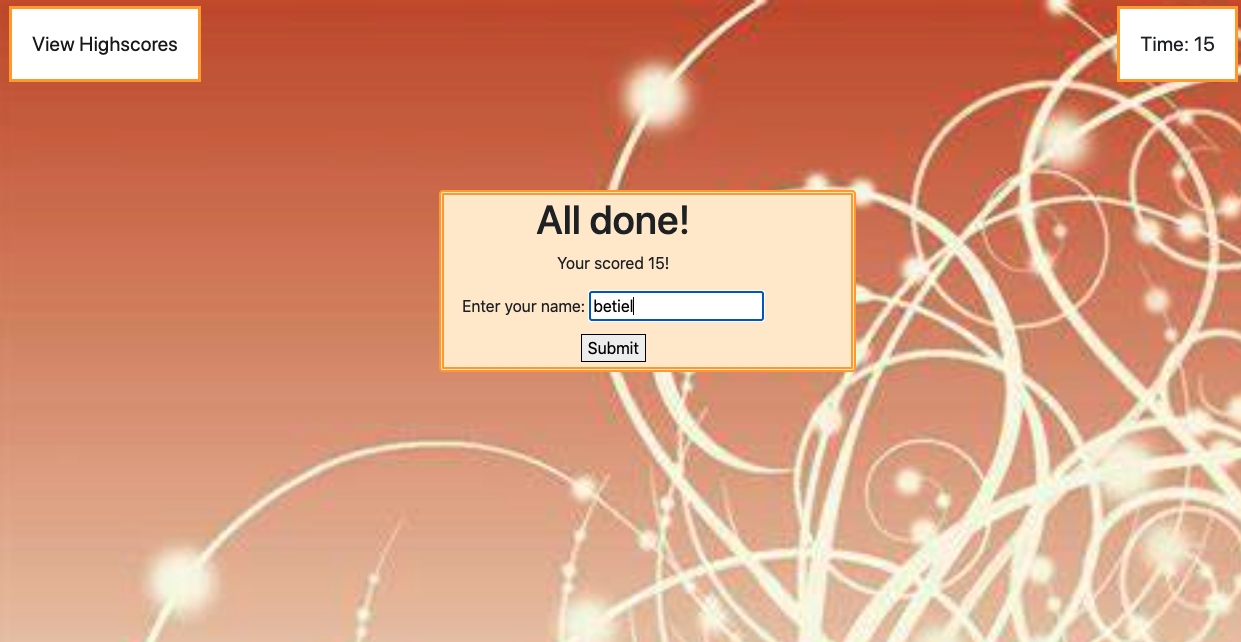 View Highscores
Time: 15
All done!
Your scored 15!
Enter your name: betiel
Submit